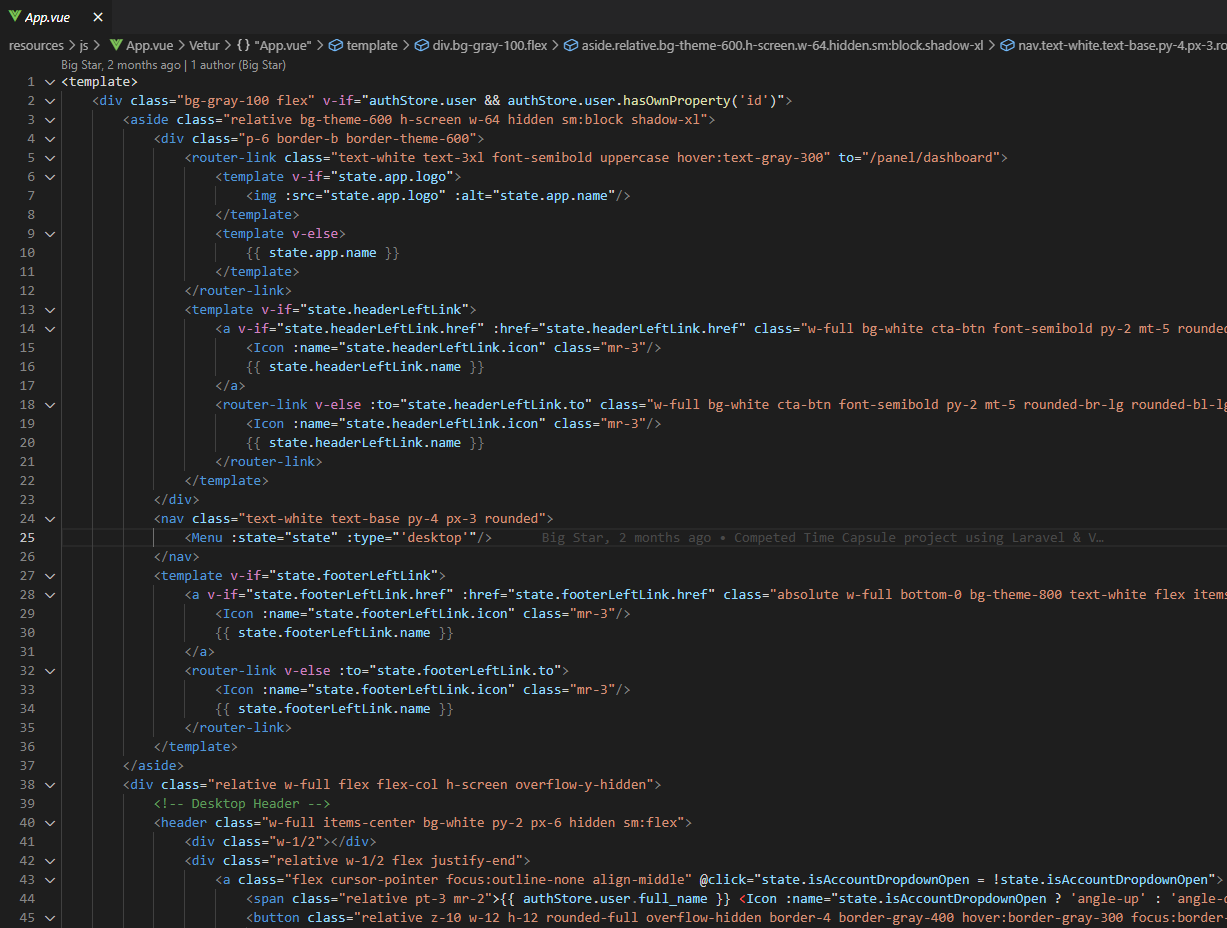 App.vue ×
resources > js > App.vue > Vetur > {} "App.vue" > template > div.bg-gray-100.flex > aside.relative.bg-theme-600.h-screen.w-64.hidden.sm:block.shadow-xl > nav.text-white.text-base.py-4.px-3.ro
Big Star, 2 months ago | 1 author (Big Star)
1 <template>
2 <div class="bg-gray-100 flex" v-if="authStore.user && authStore.user.hasOwnProperty('id')">
3 <aside class="relative bg-theme-600 h-screen w-64 hidden sm:block shadow-xl">
4 <div class="p-6 border-b border-theme-600">
5 <router-link class="text-white text-3xl font-semibold uppercase hover:text-gray-300" to="/panel/dashboard">
6 <template v-if="state.app.logo">
7 <img :src="state.app.logo" :alt="state.app.name"/>
8 </template>
9 <template v-else>
10 {{ state.app.name }}
11 </template>
12 </router-link>
13 <template v-if="state.headerLeftLink">
14 <a v-if="state.headerLeftLink.href" :href="state.headerLeftLink.href" class="w-full bg-white cta-btn font-semibold py-2 mt-5 rounded
15 <Icon :name="state.headerLeftLink.icon" class="mr-3"/>
16 {{ state.headerLeftLink.name }}
17 </a>
18 <router-link v-else :to="state.headerLeftLink.to" class="w-full bg-white cta-btn font-semibold py-2 mt-5 rounded-br-lg rounded-bl-lg
19 <Icon :name="state.headerLeftLink.icon" class="mr-3"/>
20 {{ state.headerLeftLink.name }}
21 </router-link>
22 </template>
23 </div>
24 <nav class="text-white text-base py-4 px-3 rounded">
25 <Menu :state="state" :type="'desktop'"/> Big Star, 2 months ago • Competed Time Capsule project using Laravel & V…
26 </nav>
27 <template v-if="state.footerLeftLink">
28 <a v-if="state.footerLeftLink.href" :href="state.footerLeftLink.href" class="absolute w-full bottom-0 bg-theme-800 text-white flex items
29 <Icon :name="state.footerLeftLink.icon" class="mr-3"/>
30 {{ state.footerLeftLink.name }}
31 </a>
32 <router-link v-else :to="state.footerLeftLink.to">
33 <Icon :name="state.footerLeftLink.icon" class="mr-3"/>
34 {{ state.footerLeftLink.name }}
35 </router-link>
36 </template>
37 </aside>
38 <div class="relative w-full flex flex-col h-screen overflow-y-hidden">
39 <!-- Desktop Header -->
40 <header class="w-full items-center bg-white py-2 px-6 hidden sm:flex">
41 <div class="w-1/2"></div>
42 <div class="relative w-1/2 flex justify-end">
43 <a class="flex cursor-pointer focus:outline-none align-middle" @click="state.isAccountDropdownOpen = !state.isAccountDropdownOpen">
44 <span class="relative pt-3 mr-2">{{ authStore.user.full_name }} <Icon :name="state.isAccountDropdownOpen ? 'angle-up' : 'angle-d
45 <button class="relative z-10 w-12 h-12 rounded-full overflow-hidden border-4 border-gray-400 hover:border-gray-300 focus:border-